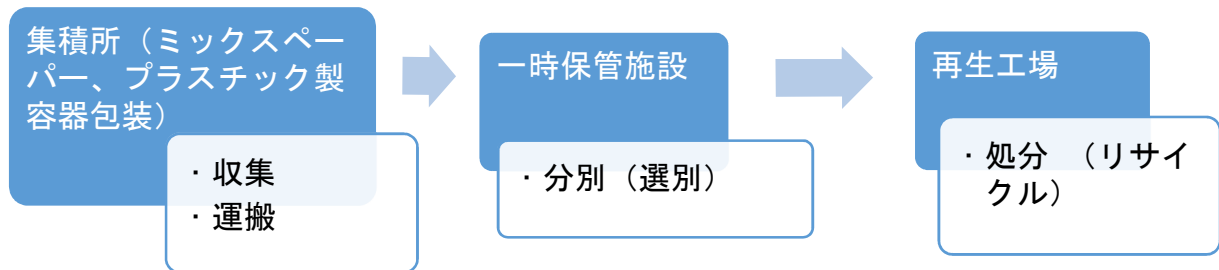 集積所（ミックスペー
パー、プラスチック製
容器包装）
・収集
・運搬
一時保管施設
・分別（選別）
再生工場
・処分　（リサイ
クル）